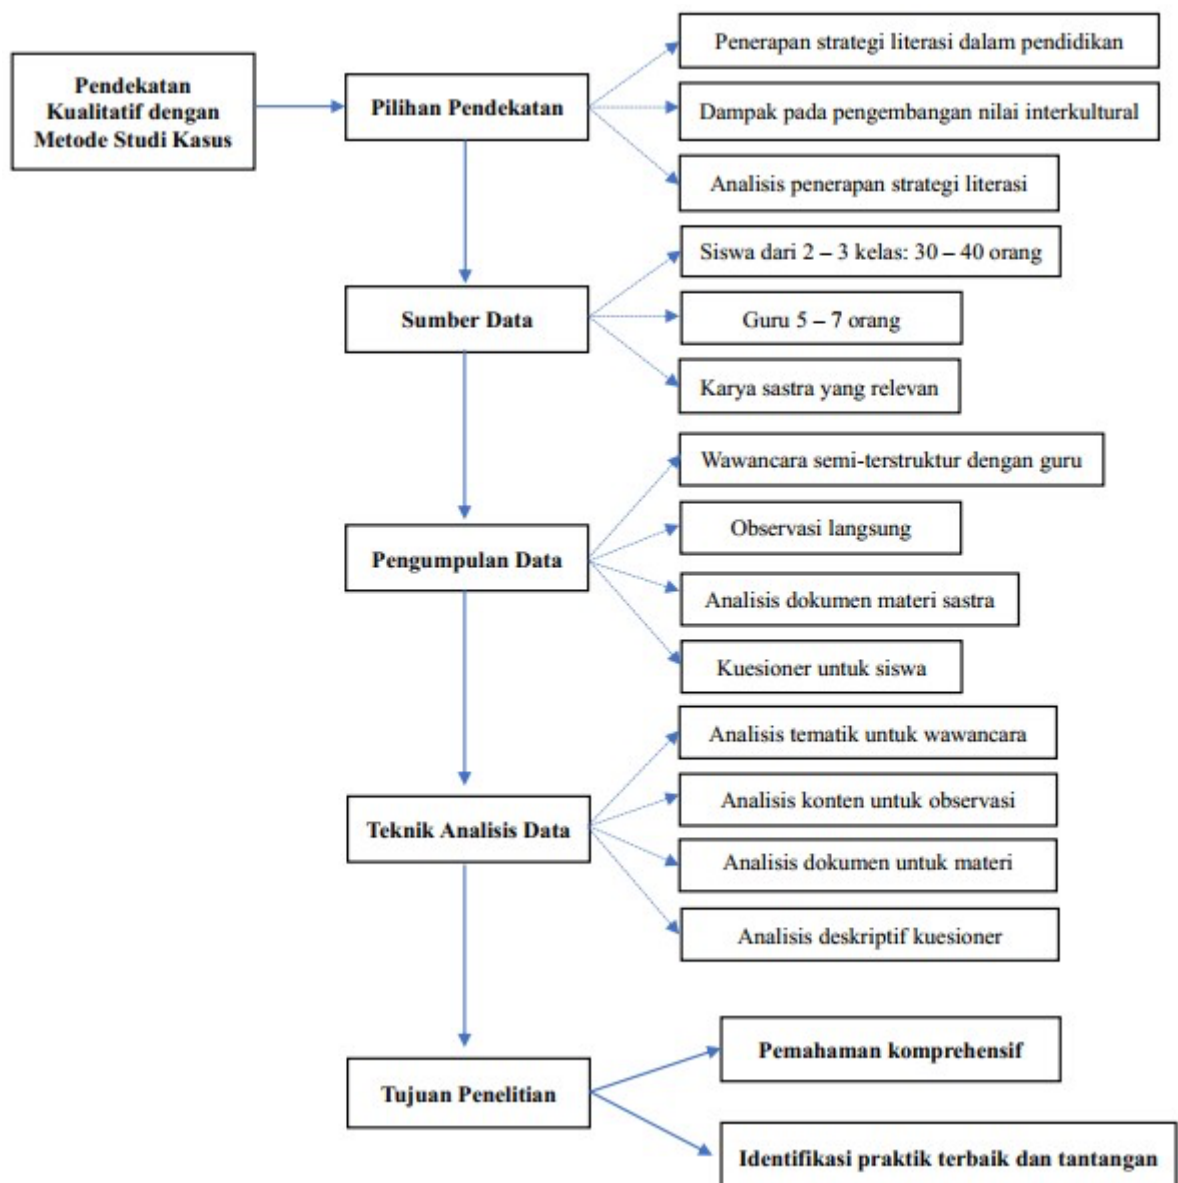 Pendekatan
Kualitatif dengan
Metode Studi Kasus
Pilihan Pendekatan
Penerapan strategi literasi dalam pendidikan
Dampak pada pengembangan nilai interkultural
Analisis penerapan strategi literasi
Sumber Data
Siswa dari 2 – 3 kelas: 30 – 40 orang
Guru 5 – 7 orang
Karya sastra yang relevan
Pengumpulan Data
Wawancara semi-terstruktur dengan guru
Observasi langsung
Analisis dokumen materi sastra
Kuesioner untuk siswa
Teknik Analisis Data
Analisis tematik untuk wawancara
Analisis konten untuk observasi
Analisis dokumen untuk materi
Analisis deskriptif kuesioner
Tujuan Penelitian
Pemahaman komprehensif
Identifikasi praktik terbaik dan tantangan